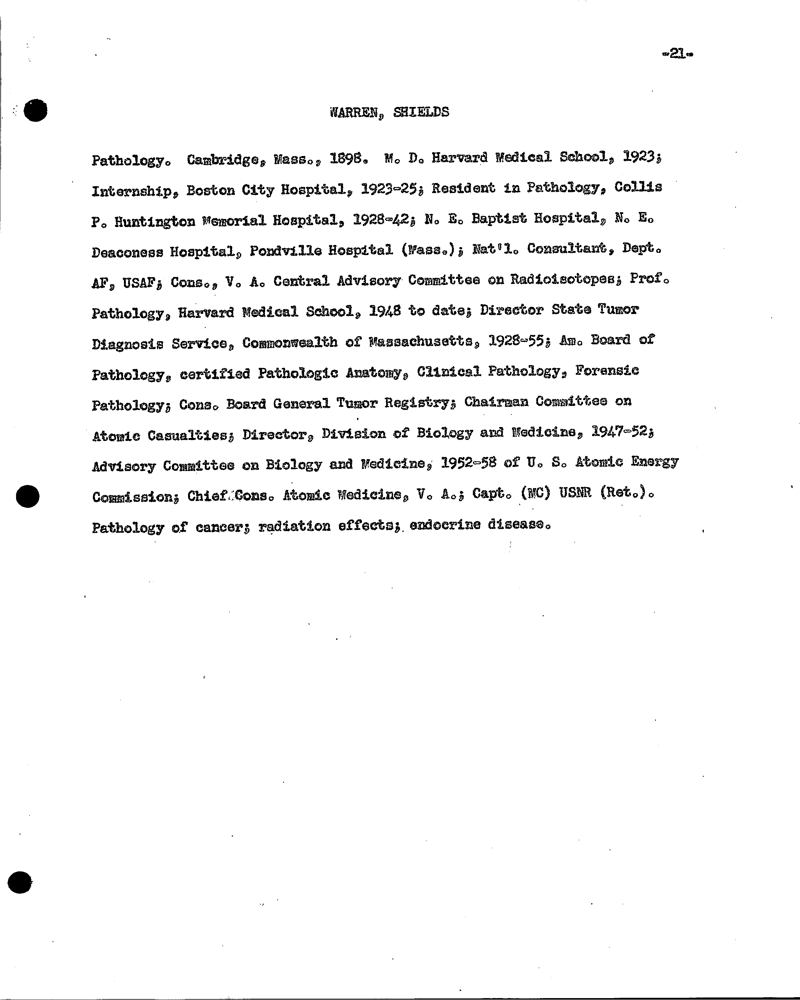 -21-
WARREN, SHIELDS
Pathology. Cambridge, Mass., 1898. M. D. Harvard Medical School, 1923;
Internship, Boston City Hospital, 1923-25; Resident in Pathology, Collis
P. Huntington Memorial Hospital, 1928-42; N. E. Baptist Hospital, N. E.
Deaconess Hospital, Pondville Hospital (Mass.); Nat'l. Consultant, Dept.
AF, USAF; Cons., V. A. Central Advisory Committee on Radioisotopes; Prof.
Pathology, Harvard Medical School, 1948 to date; Director State Tumor
Diagnosis Service, Commonwealth of Massachusetts, 1928-55; Am. Board of
Pathology, certified Pathologic Anatomy, Clinical Pathology, Forensic
Pathology; Cons. Board General Tumor Registry; Chairman Committee on
Atomic Casualties; Director, Division of Biology and Medicine, 1947-52;
Advisory Committee on Biology and Medicine, 1952-58 of U. S. Atomic Energy
Commission; Chief Cons. Atomic Medicine, V. A.; Capt. (MC) USNR (Ret.).
Pathology of cancer; radiation effects; endocrine disease.